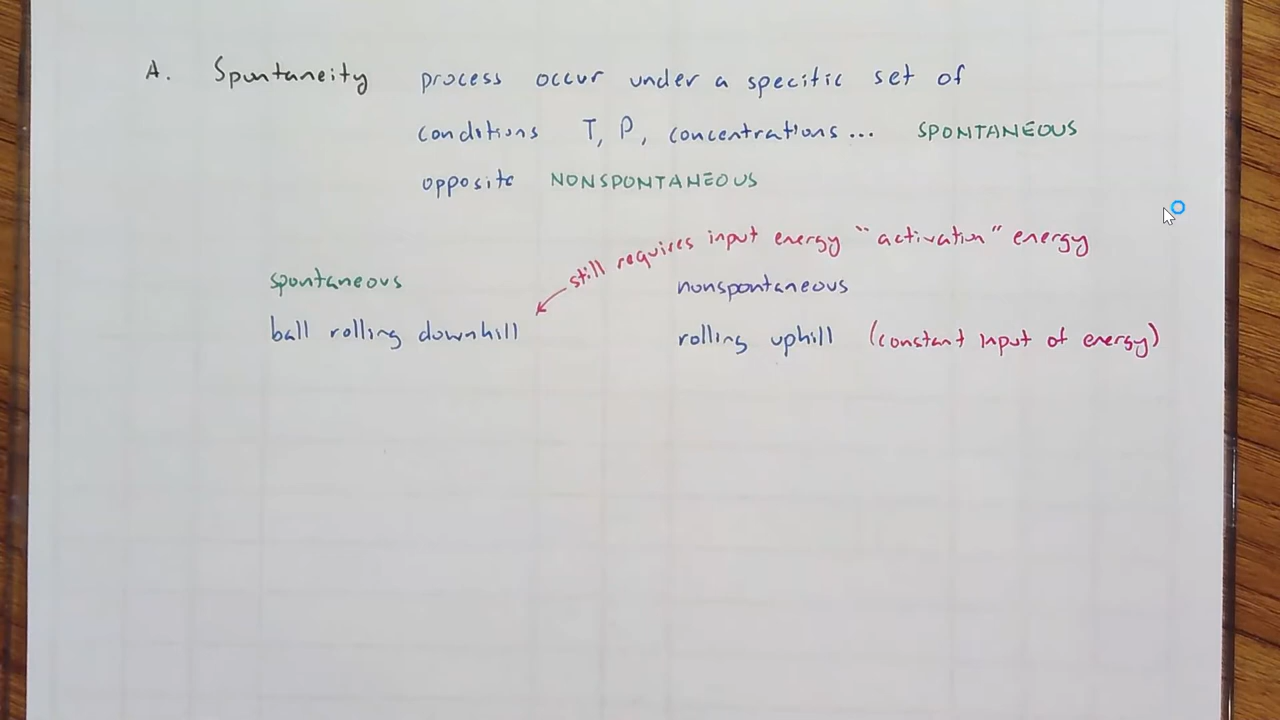 A. Spontaneity process occur under a specific set of
conditions T, P, concentrations... SPONTANEOUS
opposite NONSPONTANEOUS
still requires input energy "activation" energy
spontaneous nonspontaneous
ball rolling downhill rolling uphill (constant input of energy)